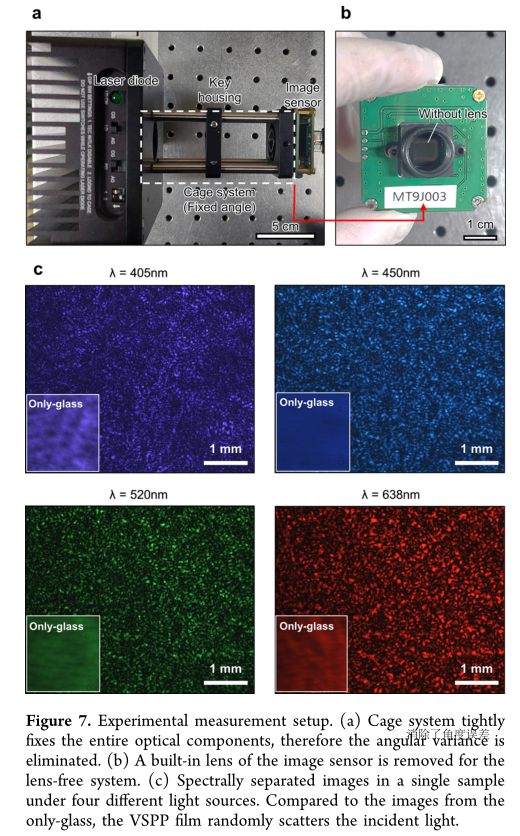 a
b
Laser diode
Key
housing
Image
sensor
Cage system
(Fixed angle)
5 cm
Without lens
MT9J003
1 cm
c
λ = 405nm
λ = 450nm
Only-glass
1 mm
Only-glass
1 mm
λ = 520nm
λ = 638nm
Only-glass
1 mm
Only-glass
1 mm
Figure 7. Experimental measurement setup. (a) Cage system tightly
fixes the entire optical components, therefore the angular variance is
消除了角度误差
eliminated. (b) A built-in lens of the image sensor is removed for the
lens-free system. (c) Spectrally separated images in a single sample
under four different light sources. Compared to the images from the
only-glass, the VSPP film randomly scatters the incident light.